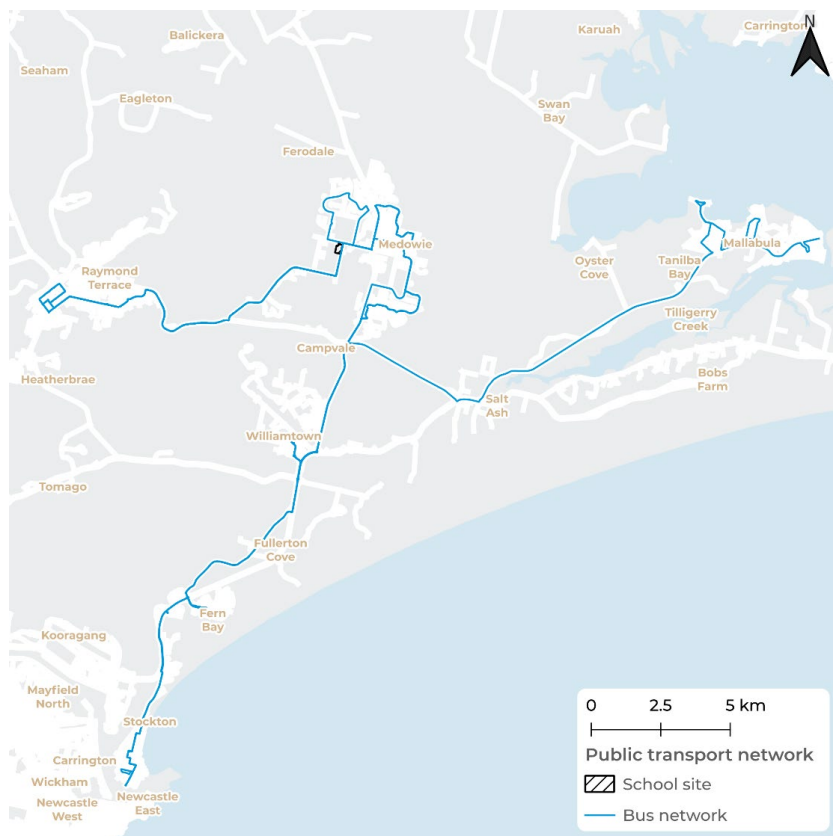 N
Karuah
Carrington
Balickera
Seaham
Eagleton
Swan
Bay
Ferodale
Medowie
Mallabula
Oyster
Cove
Tanilba
Bay
Raymond
Terrace
Tilligerry
Creek
Campvale
Heatherbrae
Bobs
Farm
Salt
Ash
Williamtown
Tomago
Fullerton
Cove
Fern
Bay
Kooragang
Mayfield
North
Stockton
Carrington
Wickham
Newcastle
West
Newcastle
East
0 2.5 5 km
Public transport network
School site
Bus network